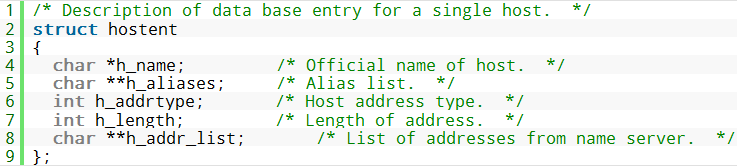 1 /* Description of data base entry for a single host.  */
2 struct hostent
3 {
4   char *h_name;         /* Official name of host.  */
5   char **h_aliases;     /* Alias list.  */
6   int h_addrtype;       /* Host address type.  */
7   int h_length;         /* Length of address.  */
8   char **h_addr_list;       /* List of addresses from name server.  */
9 };